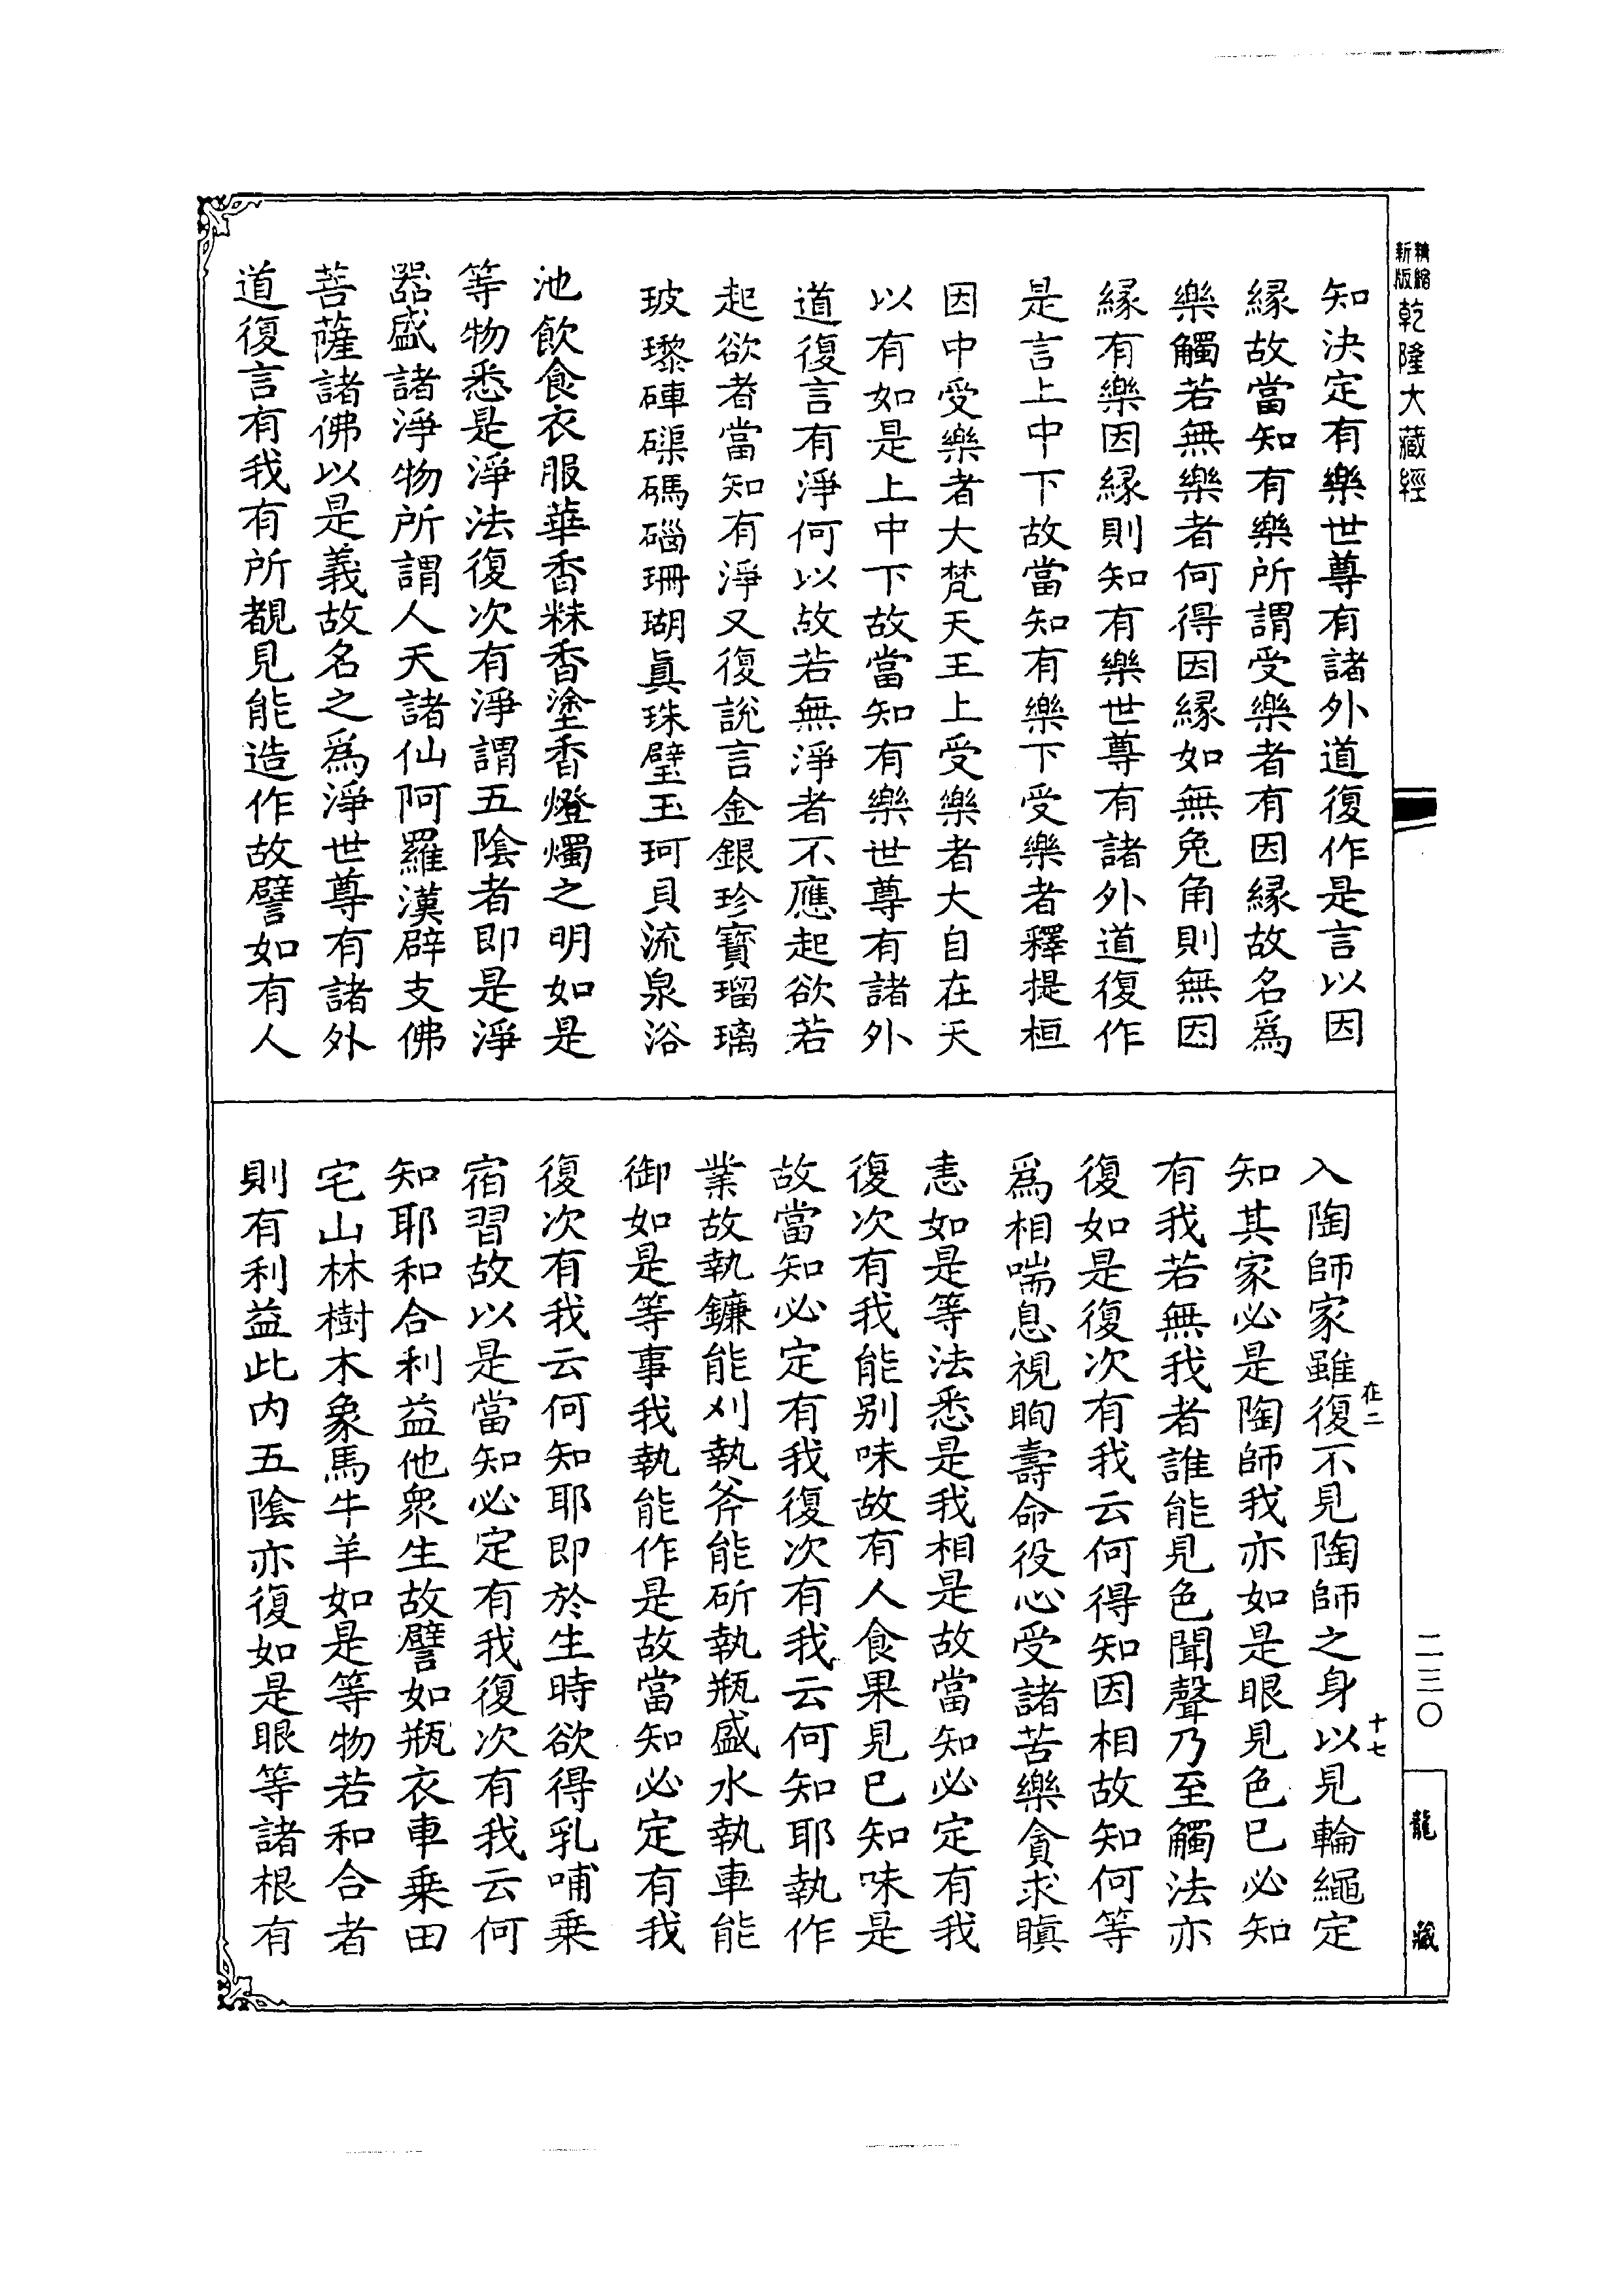 精縮
新版
乾隆大藏經
知決定有樂世尊有諸外道復作是言以因
緣故當知有樂所謂受樂者有因緣故名爲
樂觸若無樂者何得因緣如無兔角則無因
緣有樂因緣則知有樂世尊有諸外道復作
是言上中下故當知有樂下受樂者釋提桓
因中受樂者大梵天王上受樂者大自在天
以有如是上中下故當知有樂世尊有諸外
道復言有淨何以故若無淨者不應起欲若
起欲者當知有淨又復說言金銀珍寶瑠璃
玻瓈硨磲碼碯珊瑚眞珠璧玉珂貝流泉浴
池飲食衣服華香粖香塗香燈燭之明如是
等物悉是淨法復次有淨謂五陰者即是淨
器盛諸淨物所謂人天諸仙阿羅漢辟支佛
菩薩諸佛以是義故名之爲淨世尊有諸外
道復言有我有所覩見能造作故譬如有人
入陶師家雖復不見陶師之身以見輪繩定
知其家必是陶師我亦如是眼見色已必知
有我若無我者誰能見色聞聲乃至觸法亦
復如是復次有我云何得知因相故知何等
爲相喘息視眴壽命役心受諸苦樂貪求瞋
恚如是等法悉是我相是故當知必定有我
復次有我能別味故有人食果見已知味是
故當知必定有我復次有我云何知耶執作
業故執鐮能刈執斧能斫執瓶盛水執車能
御如是等事我執能作是故當知必定有我
復次有我云何知耶即於生時欲得乳哺乘
宿習故以是當知必定有我復次有我云何
知耶和合利益他衆生故譬如瓶衣車乘田
宅山林樹木象馬牛羊如是等物若和合者
則有利益此内五陰亦復如是眼等諸根有
在二
十七
二三〇
龍藏